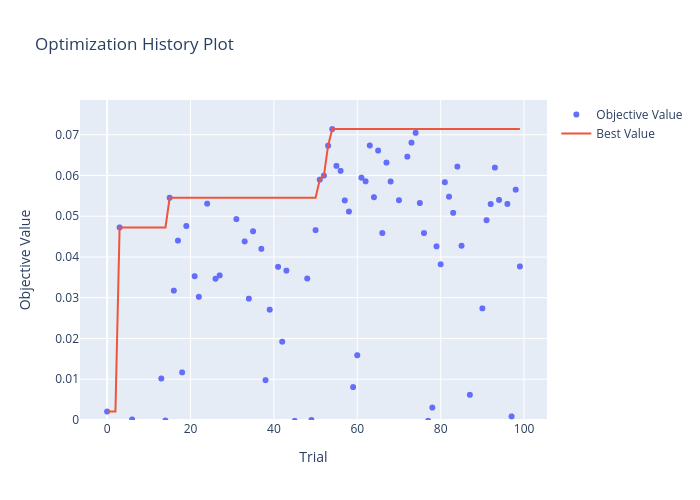 Optimization History Plot
Objective Value
Best Value
0.07
0.06
0.05
0.04
0.03
0.02
0.01
0
Objective Value
0 20 40 60 80 100
Trial